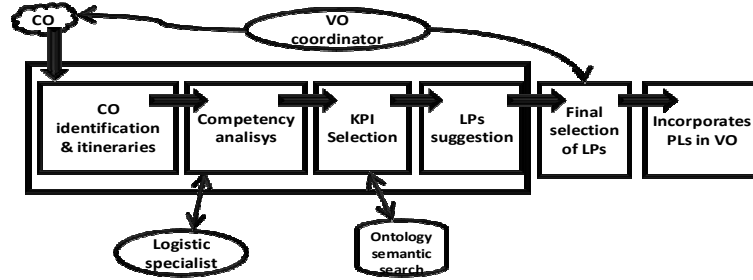 CO
VO
coordinator
CO
identification
& itineraries
Competency
analisys
KPI
Selection
LPs
suggestion
Final
selection
of LPs
Incorporates
PLs in VO
Logistic
specialist
Ontology
semantic
search